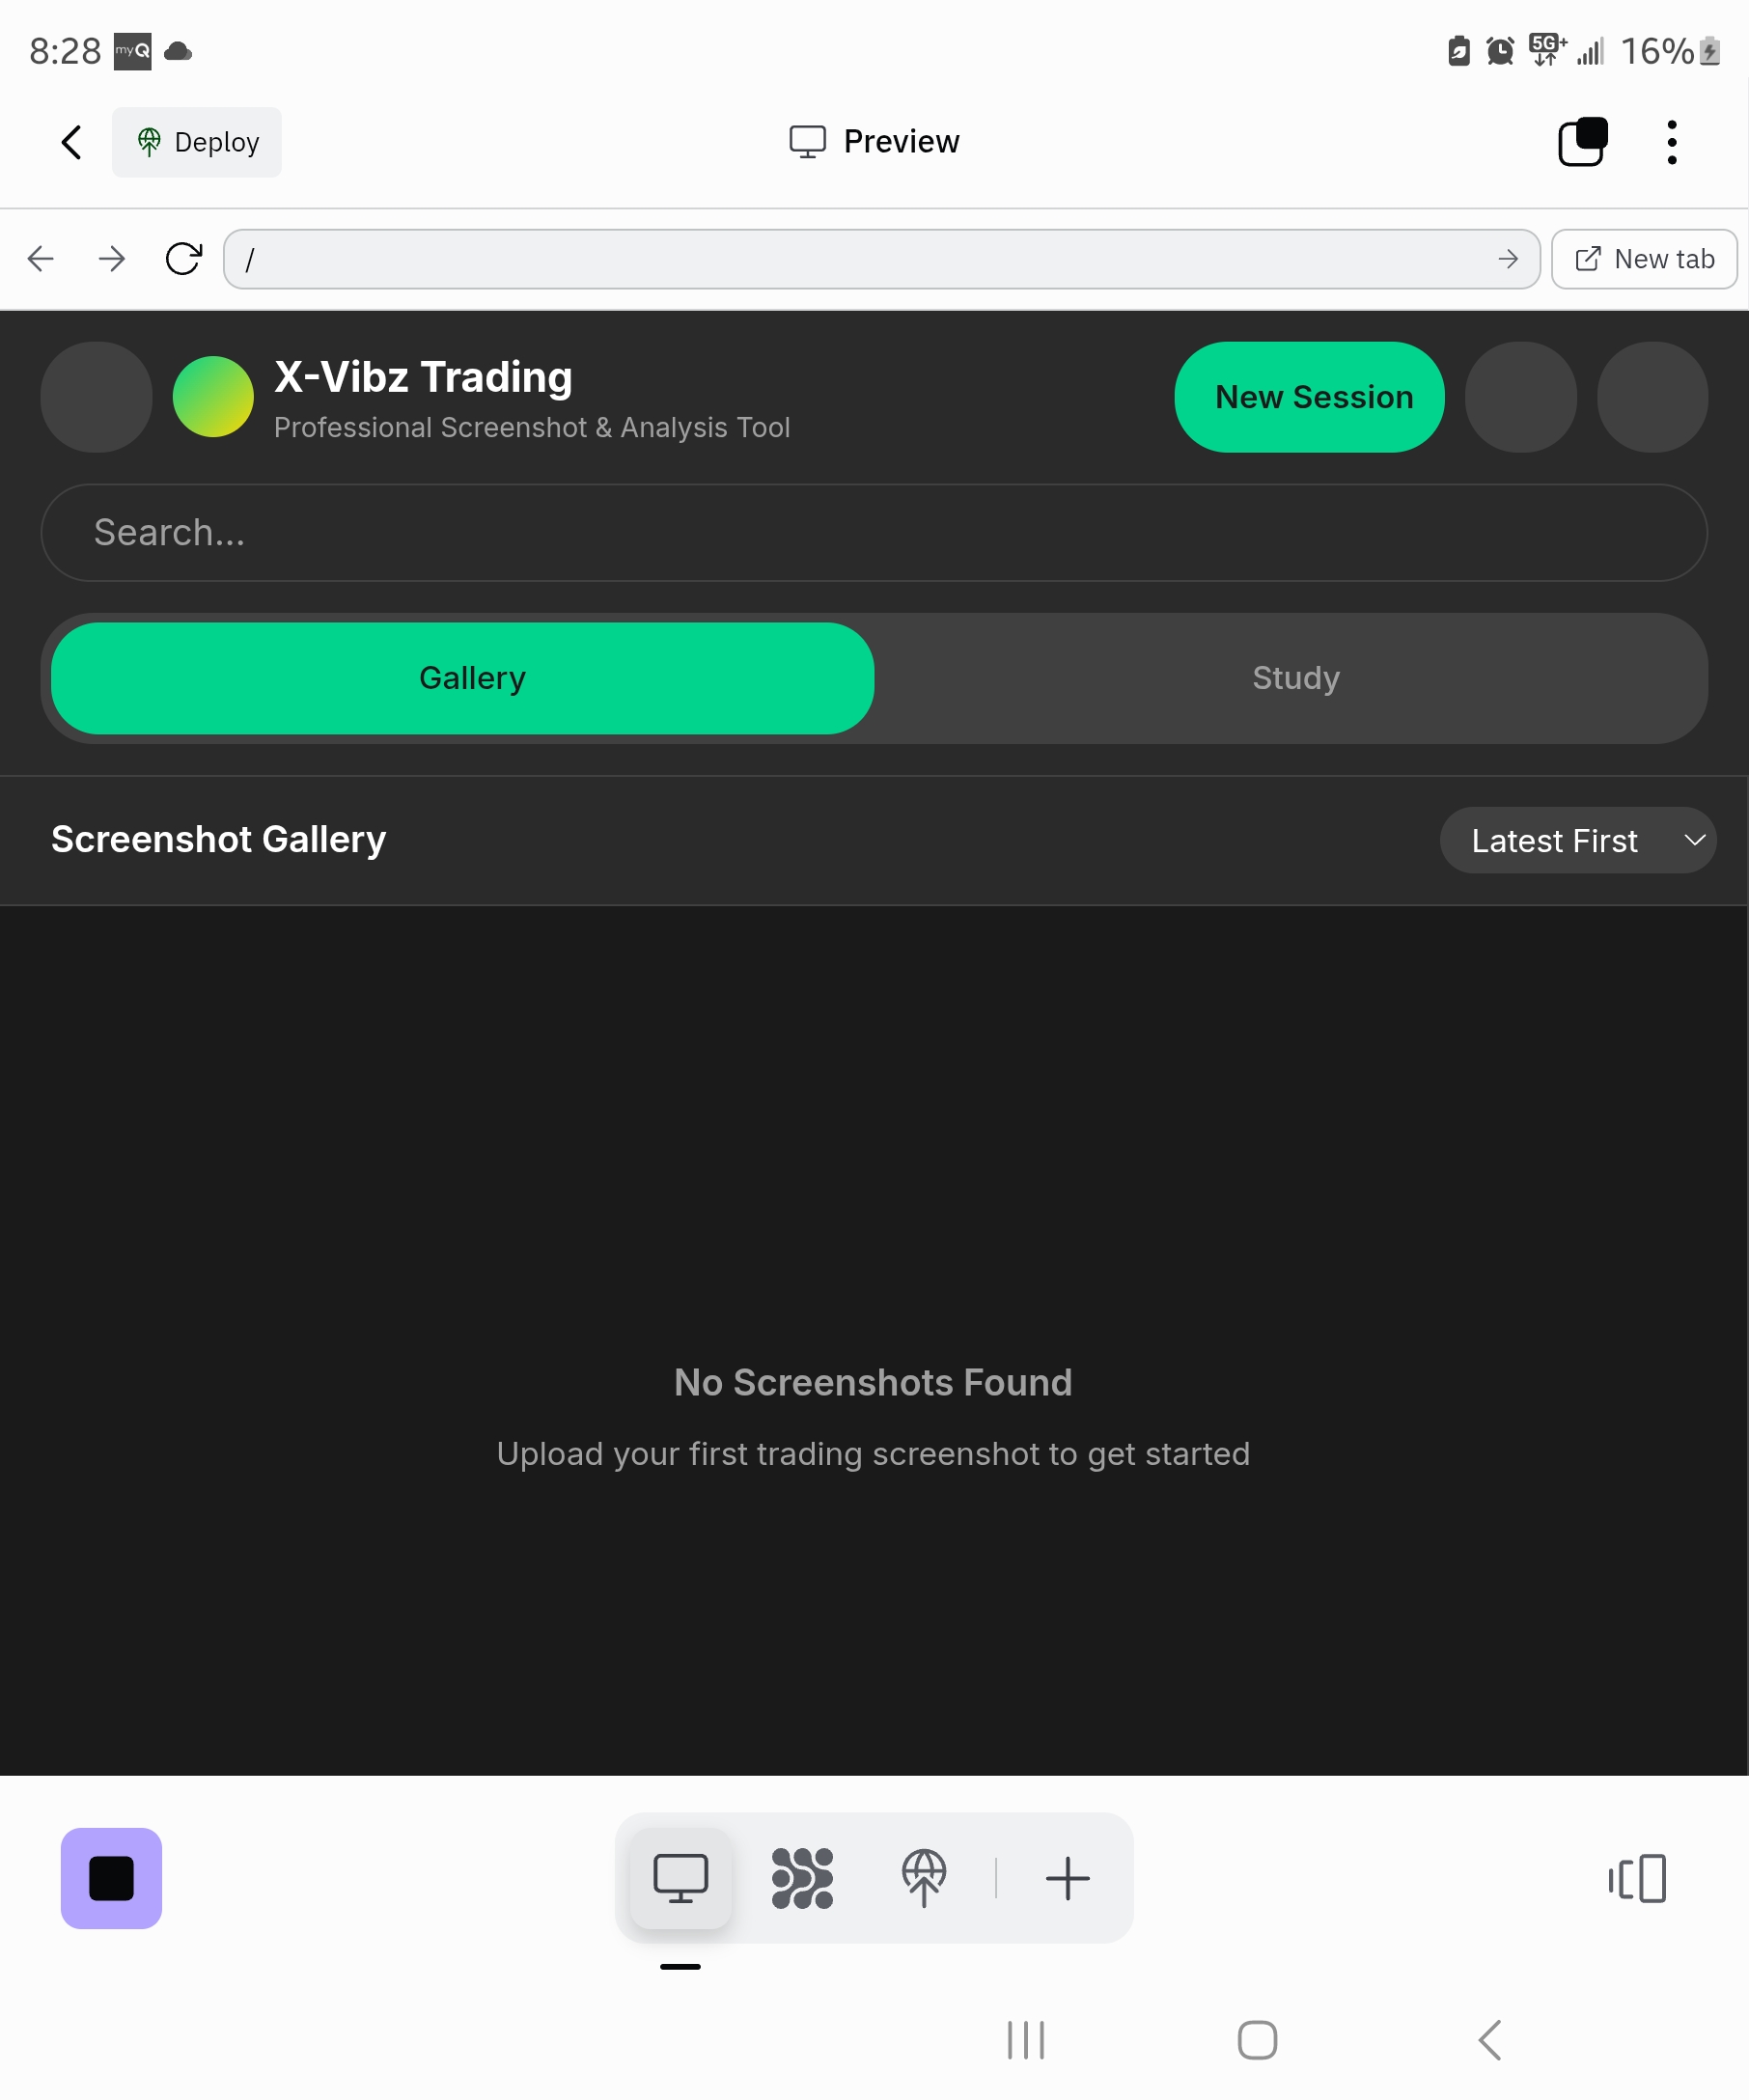 8:28 myQ 5G+ 16%
Deploy Preview
/ New tab
X-Vibz Trading
Professional Screenshot & Analysis Tool
New Session
Search...
Gallery Study
Screenshot Gallery Latest First
No Screenshots Found
Upload your first trading screenshot to get started